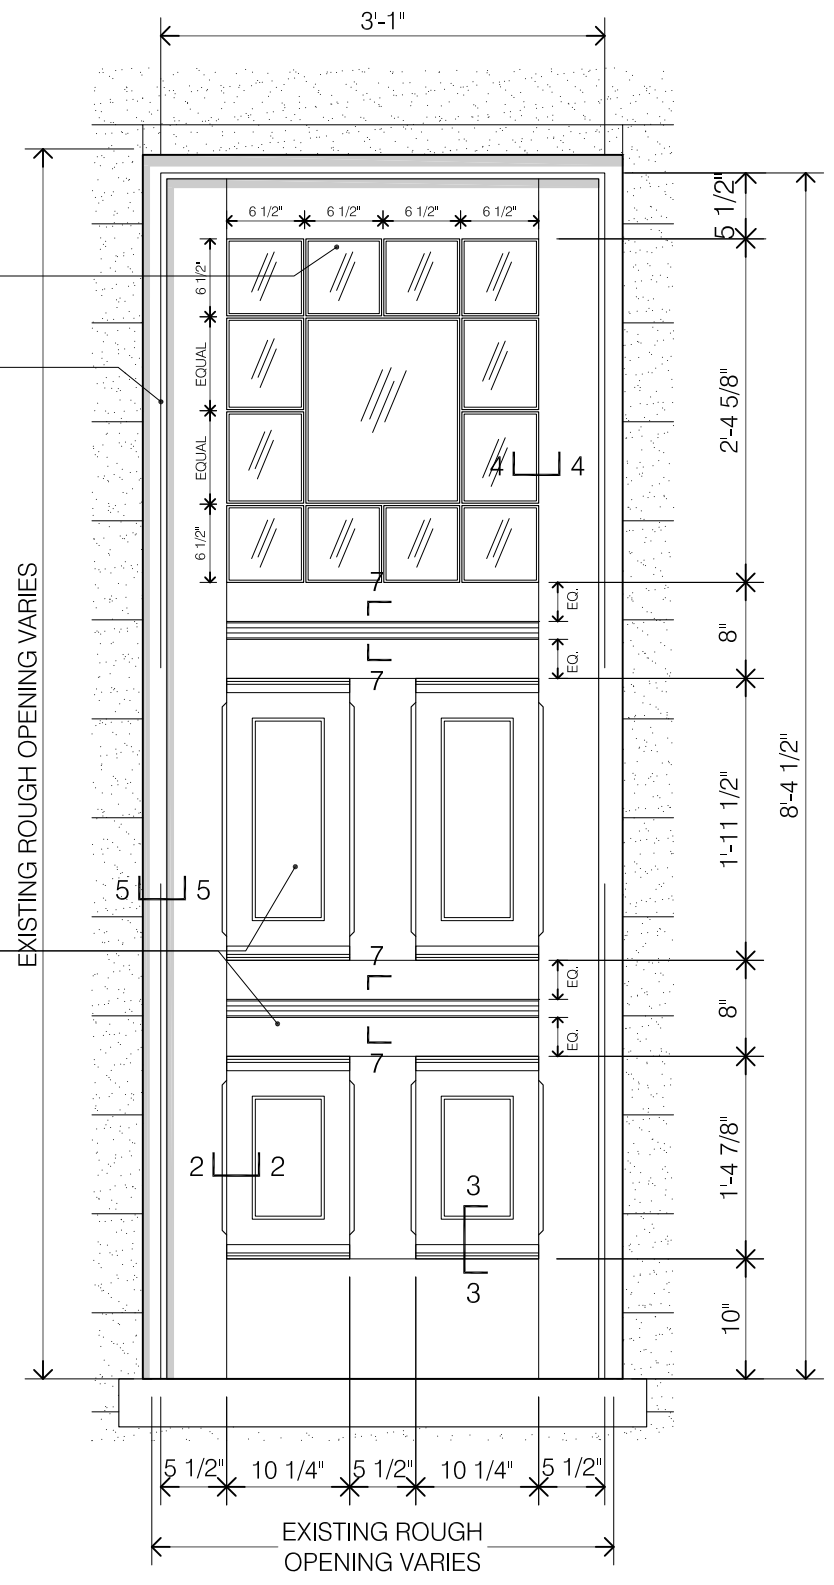 3'-1"
5 1/2"
6 1/2" 6 1/2" 6 1/2" 6 1/2"
6 1/2"
EQUAL
2'-4 5/8"
EQUAL
4 4
6 1/2"
EXISTING ROUGH OPENING VARIES
7
EQ.
8"
EQ.
7
8'-4 1/2"
1'-11 1/2"
5 5
7
EQ.
8"
EQ.
7
1'-4 7/8"
2 2
3
3
10"
5 1/2" 10 1/4" 5 1/2" 10 1/4" 5 1/2"
EXISTING ROUGH
OPENING VARIES